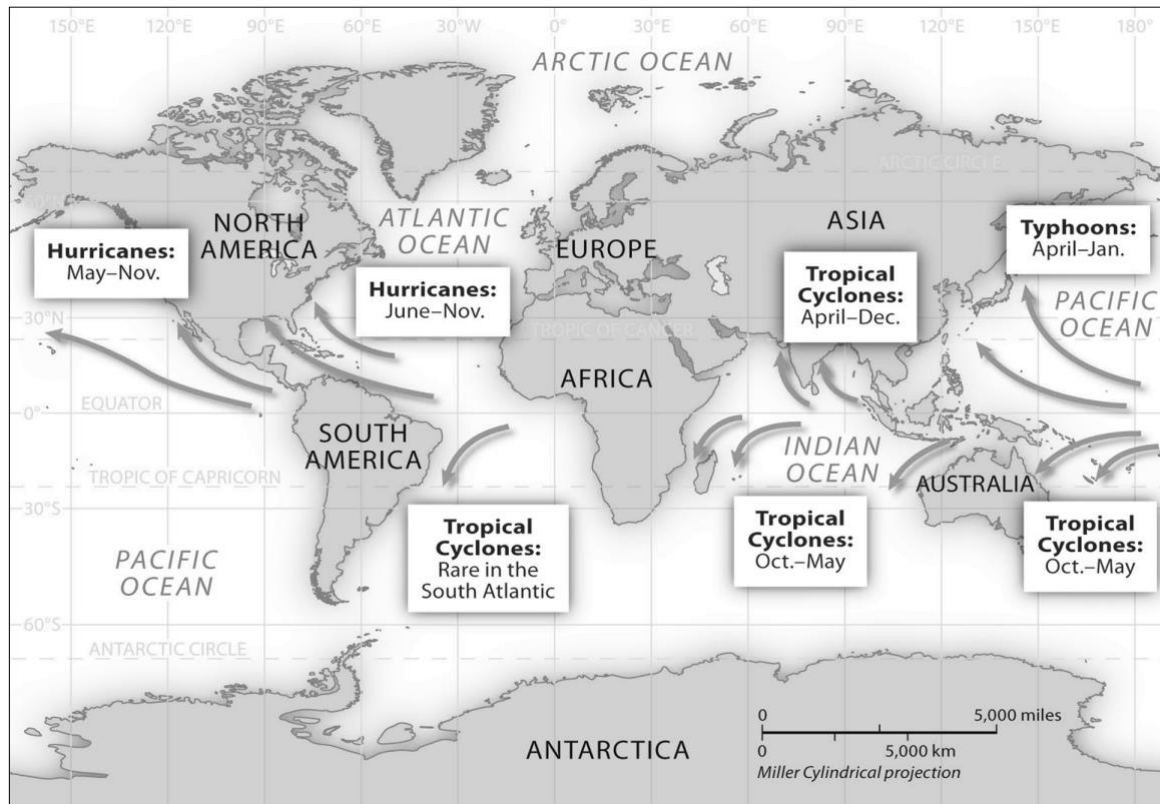 150°W 120°W 90°W 60°W 30°W 0° 30°E 60°E 90°E 120°E 150°E 180°
ARCTIC OCEAN
ARCTIC CIRCLE
60°N
NORTH
AMERICA
ATLANTIC
OCEAN
EUROPE
ASIA
Hurricanes:
May–Nov.
Hurricanes:
June–Nov.
Tropical
Cyclones:
April–Dec.
Typhoons:
April–Jan.
PACIFIC
OCEAN
30°N
TROPIC OF CANCER
AFRICA
EQUATOR
0°
SOUTH
AMERICA
INDIAN
OCEAN
AUSTRALIA
TROPIC OF CAPRICORN
30°S
Tropical
Cyclones:
Rare in the
South Atlantic
Tropical
Cyclones:
Oct.–May
Tropical
Cyclones:
Oct.–May
PACIFIC
OCEAN
60°S
ANTARCTIC CIRCLE
ANTARCTICA
0 5,000 miles
0 5,000 km
Miller Cylindrical projection